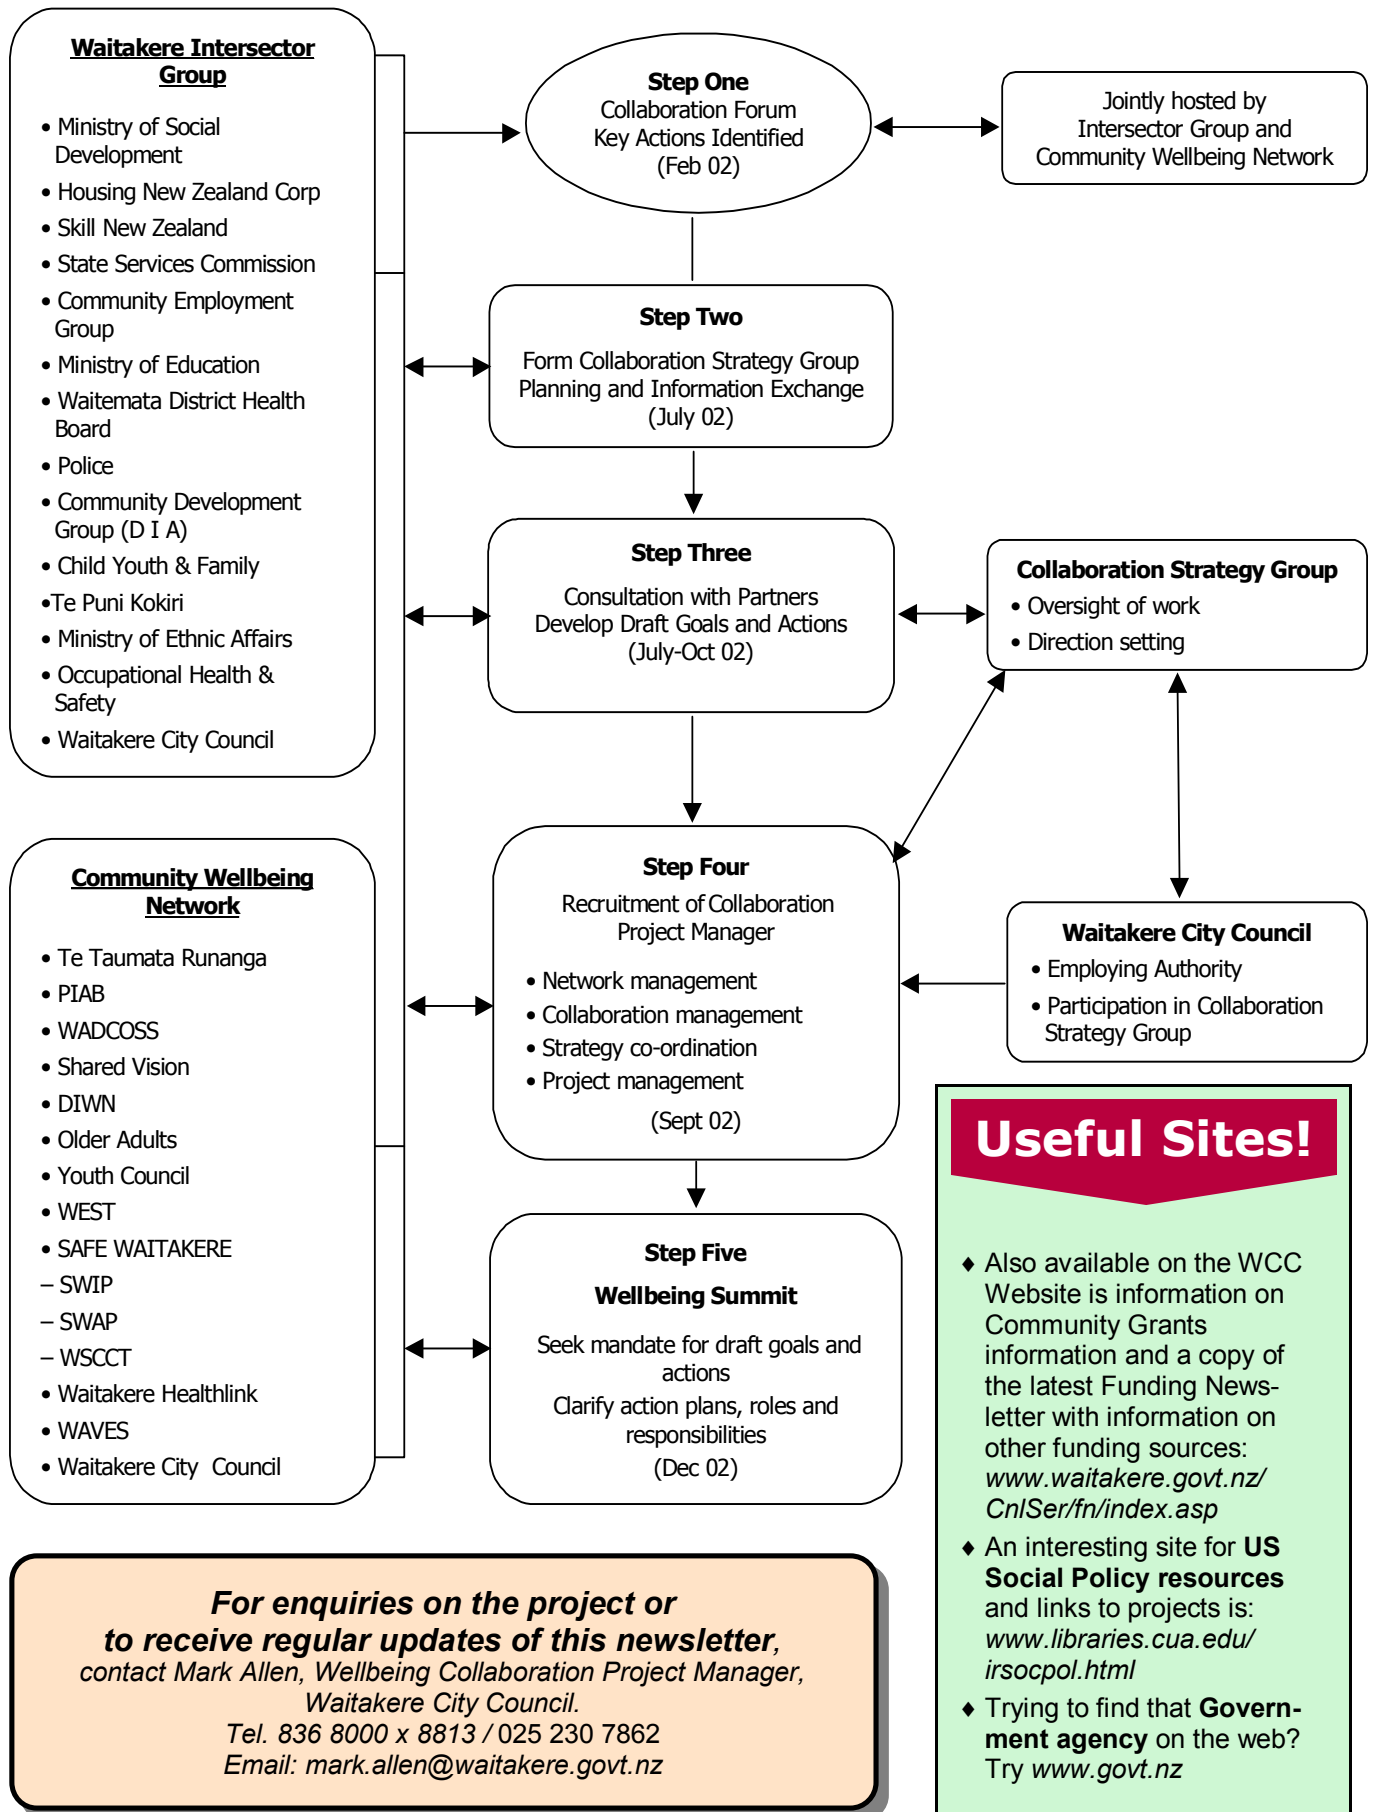 Waitakere Intersector
Group
• Ministry of Social
Development
• Housing New Zealand Corp
• Skill New Zealand
• State Services Commission
• Community Employment
Group
• Ministry of Education
• Waitemata District Health
Board
• Police
• Community Development
Group (D I A)
• Child Youth & Family
•Te Puni Kokiri
• Ministry of Ethnic Affairs
• Occupational Health &
Safety
• Waitakere City Council
Community Wellbeing
Network
• Te Taumata Runanga
• PIAB
• WADCOSS
• Shared Vision
• DIWN
• Older Adults
• Youth Council
• WEST
• SAFE WAITAKERE
– SWIP
– SWAP
– WSCCT
• Waitakere Healthlink
• WAVES
• Waitakere City Council
Step One
Collaboration Forum
Key Actions Identified
(Feb 02)
Jointly hosted by
Intersector Group and
Community Wellbeing Network
Step Two
Form Collaboration Strategy Group
Planning and Information Exchange
(July 02)
Step Three
Consultation with Partners
Develop Draft Goals and Actions
(July-Oct 02)
Collaboration Strategy Group
• Oversight of work
• Direction setting
Step Four
Recruitment of Collaboration
Project Manager
• Network management
• Collaboration management
• Strategy co-ordination
• Project management
(Sept 02)
Waitakere City Council
• Employing Authority
• Participation in Collaboration
Strategy Group
Step Five
Wellbeing Summit
Seek mandate for draft goals and
actions
Clarify action plans, roles and
responsibilities
(Dec 02)
Useful Sites!
♦ Also available on the WCC
Website is information on
Community Grants
information and a copy of
the latest Funding News-
letter with information on
other funding sources:
www.waitakere.govt.nz/
CnlSer/fn/index.asp
♦ An interesting site for US
Social Policy resources
and links to projects is:
www.libraries.cua.edu/
irsocpol.html
♦ Trying to find that Govern-
ment agency on the web?
Try www.govt.nz
For enquiries on the project or
to receive regular updates of this newsletter,
contact Mark Allen, Wellbeing Collaboration Project Manager,
Waitakere City Council.
Tel. 836 8000 x 8813 / 025 230 7862
Email: mark.allen@waitakere.govt.nz